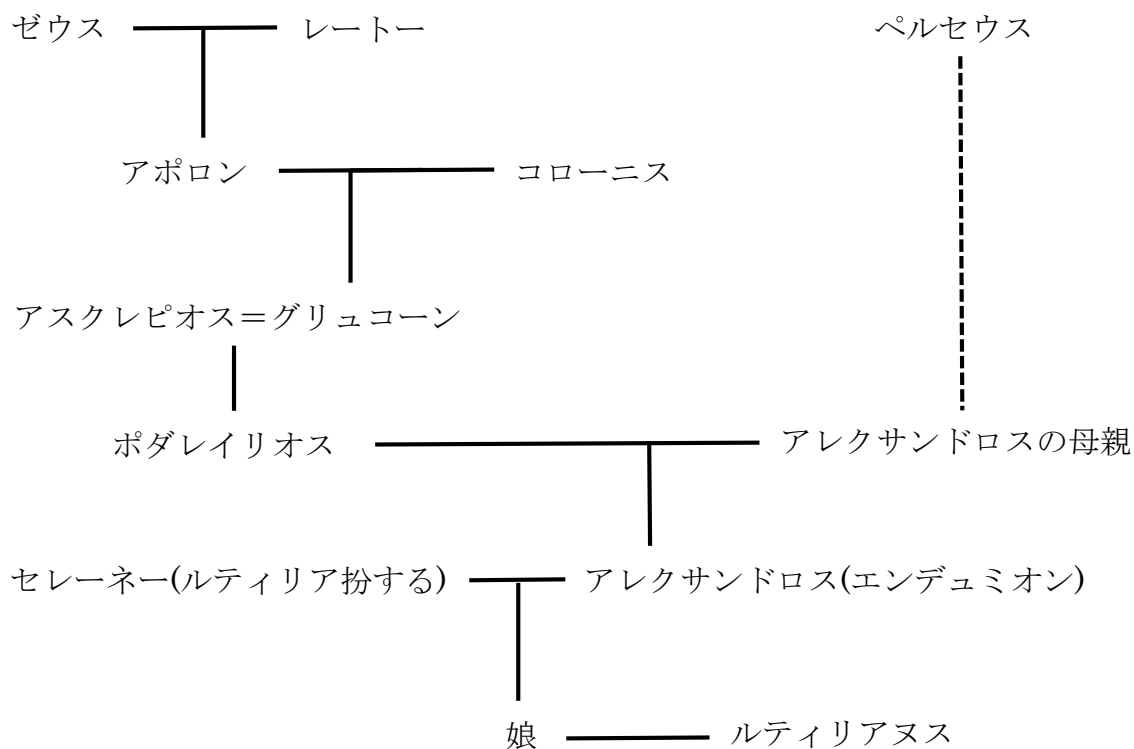 ゼウス レートー ペルセウス
アポロン コローニス
アスクレピオス＝グリュコーン
ポダレイリオス アレクサンドロスの母親
セレーネー(ルティリア扮する) アレクサンドロス(エンデュミオン)
娘 ルティリアヌス